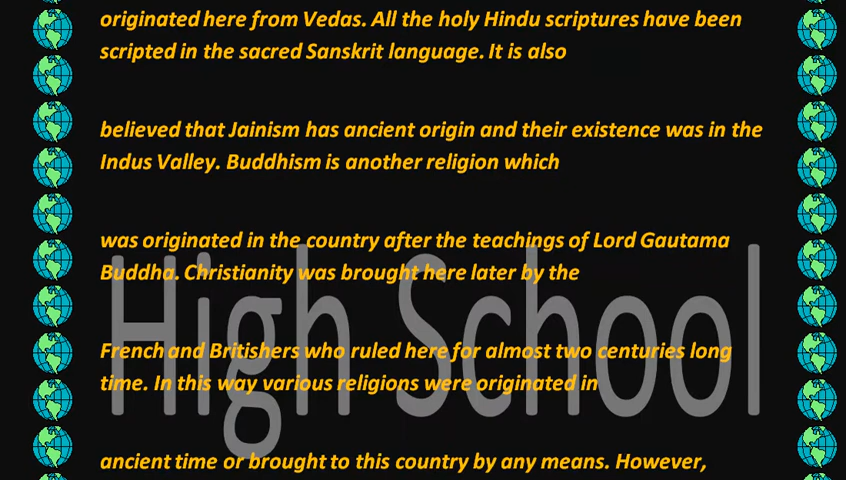 originated here from Vedas. All the holy Hindu scriptures have been
scripted in the sacred Sanskrit language. It is also
believed that Jainism has ancient origin and their existence was in the
Indus Valley. Buddhism is another religion which
was originated in the country after the teachings of Lord Gautama
Buddha. Christianity was brought here later by the
High School
French and Britishers who ruled here for almost two centuries long
time. In this way various religions were originated in
ancient time or brought to this country by any means. However,